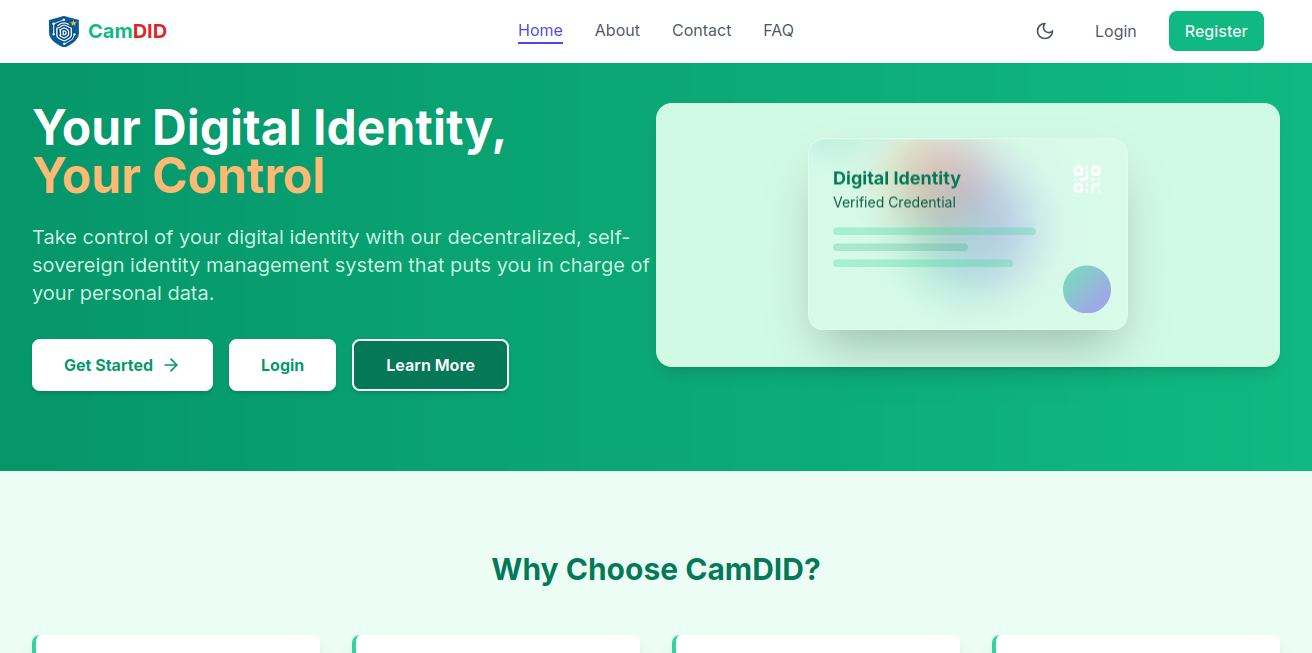 CamDID
Home
About
Contact
FAQ
Login
Register
Your Digital Identity,
Your Control
Take control of your digital identity with our decentralized, self-
sovereign identity management system that puts you in charge of
your personal data.
Get Started
Login
Learn More
Digital Identity
Verified Credential
Why Choose CamDID?